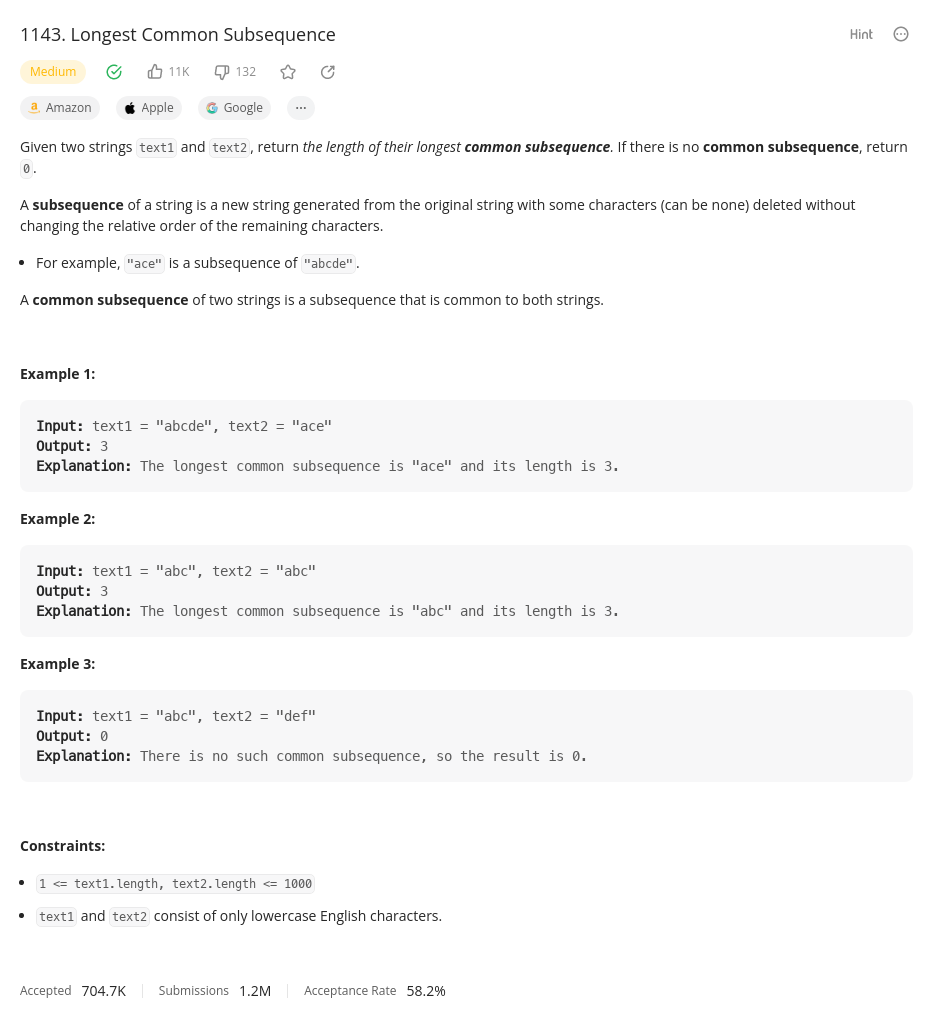 1143. Longest Common Subsequence
Hint
Medium
11K
132
Amazon
Apple
Google
Given two strings text1 and text2, return the length of their longest common subsequence. If there is no common subsequence, return
0.
A subsequence of a string is a new string generated from the original string with some characters (can be none) deleted without
changing the relative order of the remaining characters.
• For example, "ace" is a subsequence of "abcde".
A common subsequence of two strings is a subsequence that is common to both strings.
Example 1:
Input: text1 = "abcde", text2 = "ace"
Output: 3
Explanation: The longest common subsequence is "ace" and its length is 3.
Example 2:
Input: text1 = "abc", text2 = "abc"
Output: 3
Explanation: The longest common subsequence is "abc" and its length is 3.
Example 3:
Input: text1 = "abc", text2 = "def"
Output: 0
Explanation: There is no such common subsequence, so the result is 0.
Constraints:
• 1 <= text1.length, text2.length <= 1000
• text1 and text2 consist of only lowercase English characters.
Accepted 704.7K Submissions 1.2M Acceptance Rate 58.2%